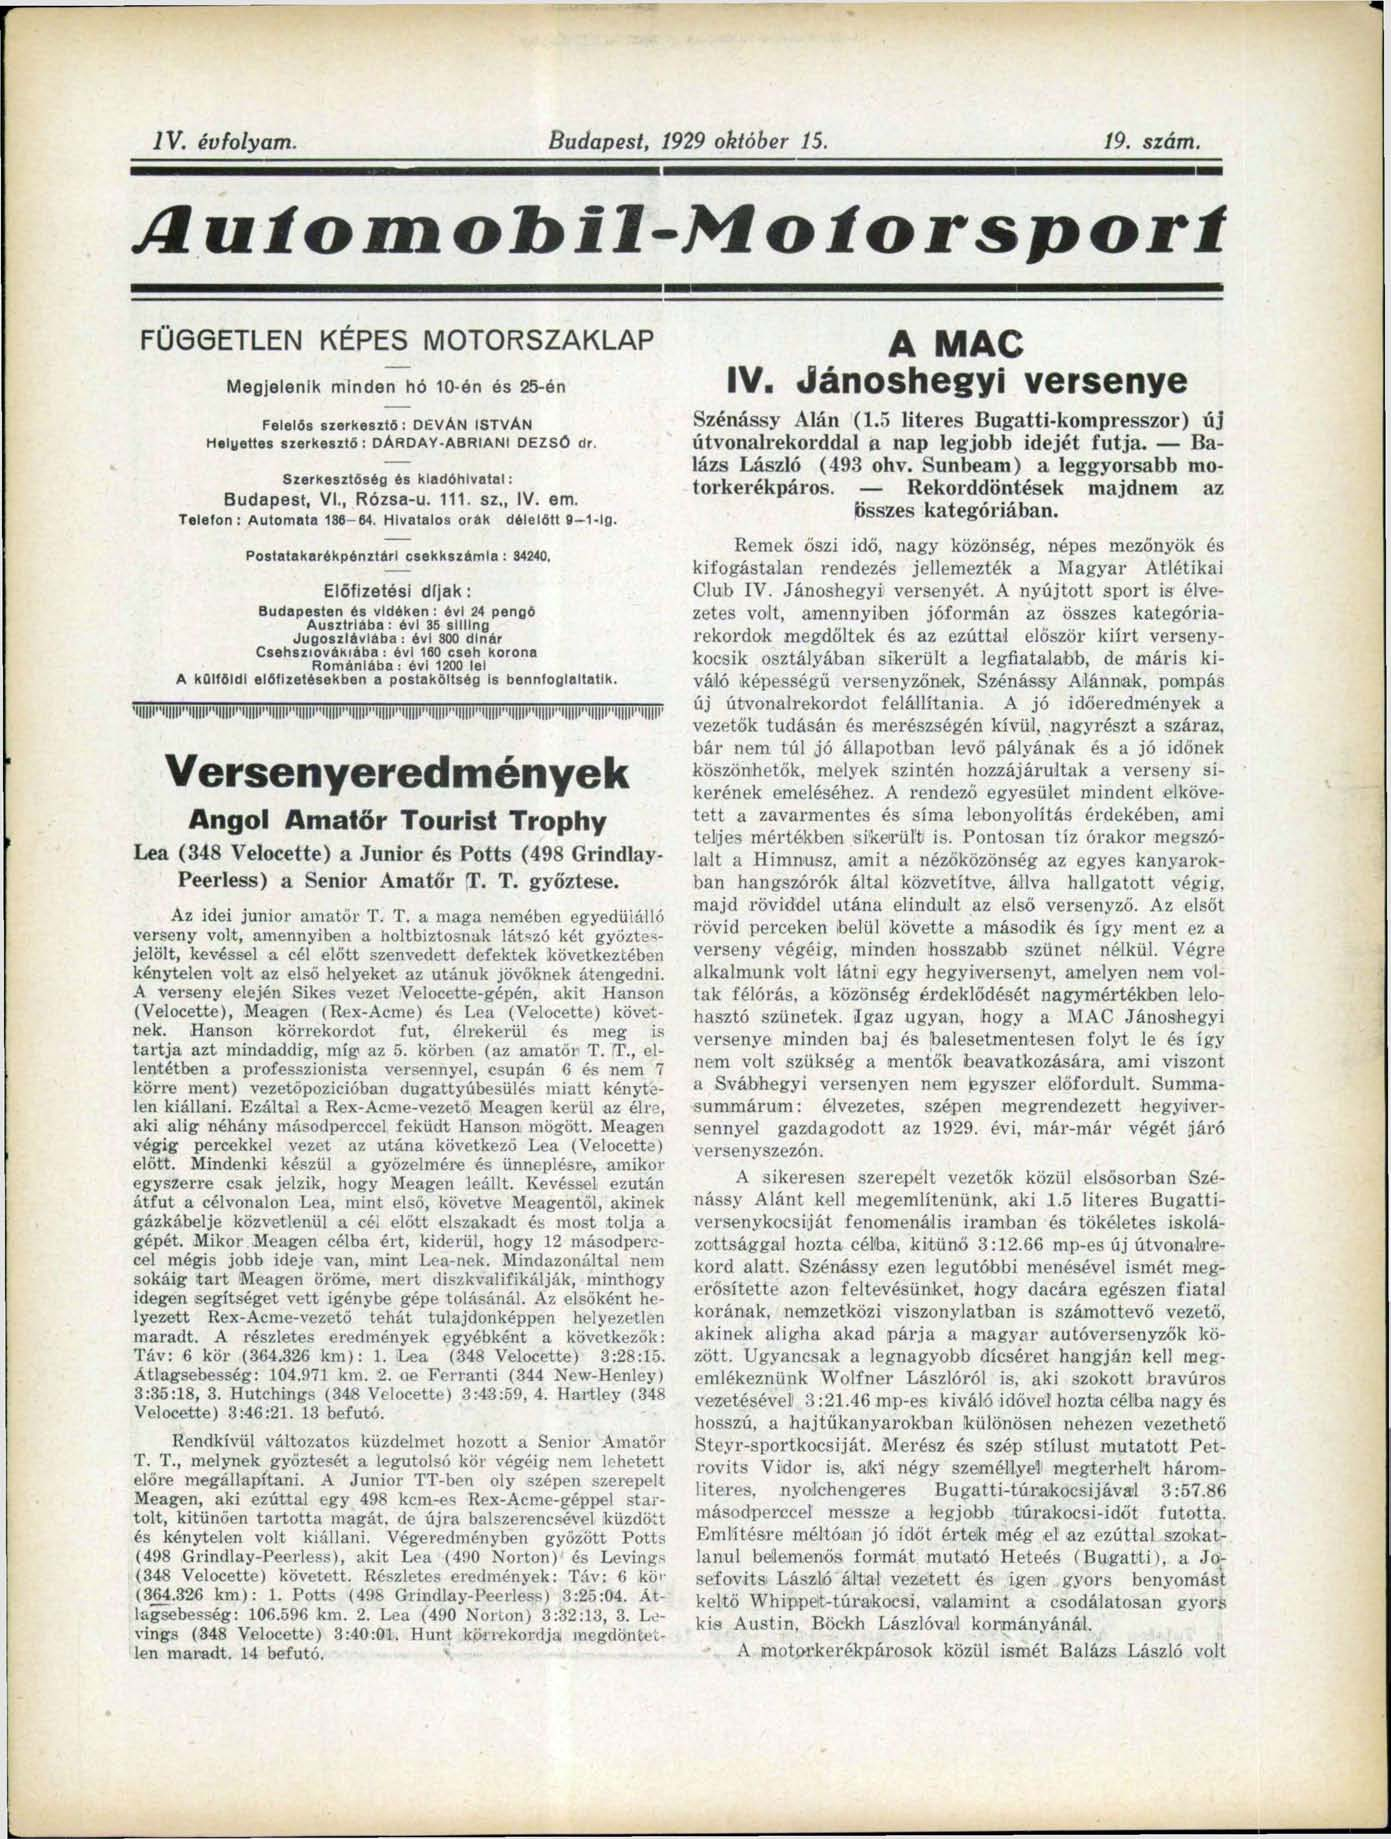 IV. évfolyam. Budapest, 1929 október 15. 19. szám.
Automobil-Motorsport
FÜGGETLEN KÉPES MOTORSZAKLAP
Megjelenik minden hó 10-én és 25-én
Felelős szerkesztő: DEVÁN ISTVÁN
Helyettes szerkesztő: DÁRDAY-ABRIANI DEZSŐ dr.
Szerkesztőség és kiadóhivatal:
Budapest, VI., Rózsa-u. 111. sz., IV. em.
Telefon: Automata 136-64. Hivatalos orák délelőtt 9-1-ig.
Postatakarékpénztári csekkszámla: 84240.
Előfizetési díjak:
Budapesten és vidéken: évi 24 pengő
Ausztriába: évi 35 silling
Jugoszláviába: évi 300 dinár
Csehszlovákiába: évi 160 cseh korona
Romániába: évi 1200 lei
A külföldi előfizetésekben a postaköltség is bennfoglaltatik.
Versenyeredmények
Angol Amatőr Tourist Trophy
Lea (348 Velocette) a Junior és Potts (498 Grindlay-
Peerless) a Senior Amatőr T. T. győztese.
Az idei junior amatőr T. T. a maga nemében egyedülálló
verseny volt, amennyiben a holtbiztosnak látszó két győztes-
jelölt, kevéssel a cél előtt szenvedett defektek következtében
kénytelen volt az első helyeket az utánuk jövőknek átengedni.
A verseny elején Sikes vezet Velocette-gépén, akit Hanson
(Velocette), Meagen (Rex-Acme) és Lea (Velocette) követ-
nek. Hanson körrekordot fut, élrekerül és meg is
tartja azt mindaddig, míg az 5. körben (az amatőr T. T., el-
lentétben a professzionista versennyel, csupán 6 és nem 7
körre ment) vezetőpozicióban dugattyúbesülés miatt kényte-
len kiállani. Ezáltal a Rex-Acme-vezető Meagen kerül az élre,
aki alig néhány másodperccel feküdt Hanson mögött. Meagen
végig percekkel vezet az utána következő Lea (Velocette)
előtt. Mindenki készül a győzelmére és ünneplésre, amikor
egyszerre csak jelzik, hogy Meagen leállt. Kevéssel ezután
átfut a célvonalon Lea, mint első, követve Meagentől, akinek
gázkábelje közvetlenül a cél előtt elszakadt és most tolja a
gépét. Mikor Meagen célba ért, kiderül, hogy 12 másodperc-
cel mégis jobb ideje van, mint Lea-nek. Mindazonáltal nem
sokáig tart Meagen öröme, mert diszkvalifikálják, minthogy
idegen segítséget vett igénybe gépe tolásánál. Az elsőként he-
lyezett Rex-Acme-vezető tehát tulajdonképpen helyezetlen
maradt. A részletes eredmények egyébként a következők:
Táv: 6 kör (364.326 km): 1. Lea (348 Velocette) 3:28:15.
Átlagsebesség: 104.971 km. 2. de Ferranti (344 New-Henley)
3:35:18, 3. Hutchings (348 Velocette) 3:43:59, 4. Hartley (348
Velocette) 3:46:21. 13 befutó.
Rendkívül változatos küzdelmet hozott a Senior Amatőr
T. T., melynek győztesét a legutolsó kör végéig nem lehetett
előre megállapítani. A Junior TT-ben oly szépen szerepelt
Meagen, aki ezúttal egy 498 kcm-es Rex-Acme-géppel star-
tolt, kitünően tartotta magát, de újra balszerencsével küzdött
és kénytelen volt kiállani. Végeredményben győzött Potts
(498 Grindlay-Peerless), akit Lea (490 Norton) és Levings
(348 Velocette) követett. Részletes eredmények: Táv: 6 kör
(364.326 km): 1. Potts (498 Grindlay-Peerless) 3:25:04. Át-
lagsebesség: 106.596 km. 2. Lea (490 Norton) 3:32:13, 3. Le-
vings (348 Velocette) 3:40:01. Hunt körrekordja megdöntet-
len maradt. 14 befutó.
A MAC
IV. Jánoshegyi versenye
Szénássy Alán (1.5 literes Bugatti-kompresszor) új
útvonalrekorddal a nap legjobb idejét futja. — Ba-
lázs László (493 ohv. Sunbeam) a leggyorsabb mo-
torkerékpáros. — Rekorddöntések majdnem az
összes kategóriában.
Remek őszi idő, nagy közönség, népes mezőnyök és
kifogástalan rendezés jellemezték a Magyar Atlétikai
Club IV. Jánoshegyi versenyét. A nyújtott sport is élve-
zetes volt, amennyiben jóformán az összes kategória-
rekordok megdőltek és az ezúttal először kiírt verseny-
kocsik osztályában sikerült a legfiatalabb, de máris ki-
váló képességű versenyzőnek, Szénássy Alánnak, pompás
új útvonalrekordot felállítania. A jó időeredmények a
vezetők tudásán és merészségén kívül, nagyrészt a száraz,
bár nem túl jó állapotban levő pályának és a jó időnek
köszönhetők, melyek szintén hozzájárultak a verseny si-
kerének emeléséhez. A rendező egyesület mindent elköve-
tett a zavarmentes és síma lebonyolítás érdekében, ami
teljes mértékben sikerült is. Pontosan tíz órakor megszó-
lalt a Himnusz, amit a nézőközönség az egyes kanyarok-
ban hangszórók által közvetítve, állva hallgatott végig,
majd röviddel utána elindult az első versenyző. Az elsőt
rövid perceken belül követte a második és így ment ez a
verseny végéig, minden hosszabb szünet nélkül. Végre
alkalmunk volt látni egy hegyiversenyt, amelyen nem vol-
tak félórás, a közönség érdeklődését nagymértékben lelo-
hasztó szünetek. Igaz ugyan, hogy a MAC Jánoshegyi
versenye minden baj és balesetmentesen folyt le és így
nem volt szükség a mentők beavatkozására, ami viszont
a Svábhegyi versenyen nem egyszer előfordult. Summa-
summárum: élvezetes, szépen megrendezett hegyiver-
sennyel gazdagodott az 1929. évi, már-már végét járó
versenyszezón.
A sikeresen szerepelt vezetők közül elsősorban Szé-
nássy Alánt kell megemlítenünk, aki 1.5 literes Bugatti-
versenykocsiját fenomenális iramban és tökéletes iskolá-
zottsággal hozta célba, kitünő 3:12.66 mp-es új útvonalre-
kord alatt. Szénássy ezen legutóbbi menésével ismét meg-
erősítette azon feltevésünket, hogy dacára egészen fiatal
korának, nemzetközi viszonylatban is számottevő vezető,
akinek aligha akad párja a magyar autóversenyzők kö-
zött. Ugyancsak a legnagyobb dícséret hangján kell meg-
emlékeznünk Wolfner Lászlóról is, aki szokott bravúros
vezetésével 3:21.46 mp-es kiváló idővel hozta célba nagy és
hosszú, a hajtűkanyarokban különösen nehezen vezethető
Steyr-sportkocsiját. Merész és szép stílust mutatott Pet-
rovits Vidor is, aki négy személlyel megterhelt három-
literes, nyolchengeres Bugatti-túrakocsijával 3:57.86
másodperccel messze a legjobb túrakocsi-időt futotta.
Említésre méltóan jó időt értek még el az ezúttal szokat-
lanul belemenős formát mutató Heteés (Bugatti), a Jo-
sefovits László által vezetett és igen gyors benyomást
keltő Whippet-túrakocsi, valamint a csodálatosan gyors
kis Austin, Böckh Lászlóval kormányánál.
A motorkerékpárosok közül ismét Balázs László volt